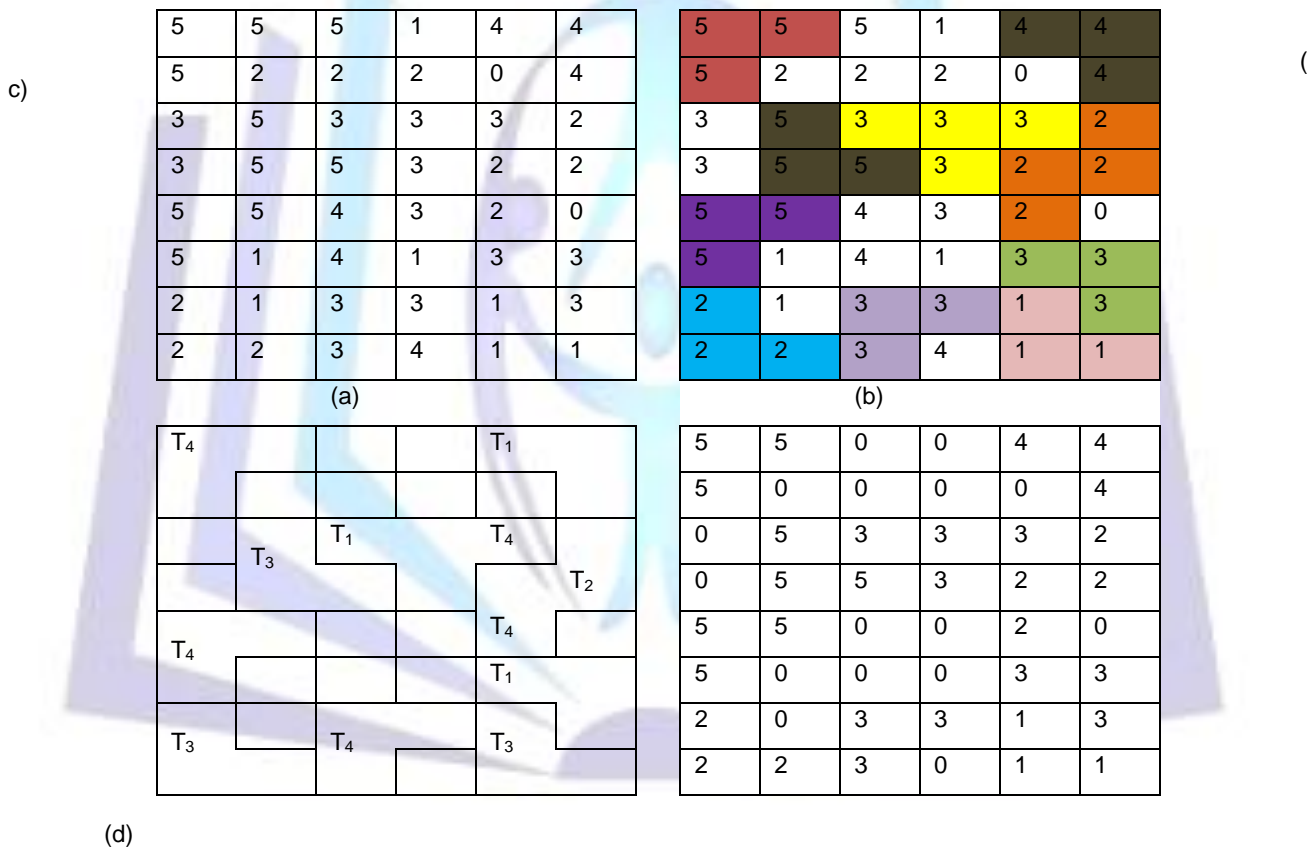 5 5 5 1 4 4
5 2 2 2 0 4
3 5 3 3 3 2
3 5 5 3 2 2
5 5 4 3 2 0
5 1 4 1 3 3
2 1 3 3 1 3
2 2 3 4 1 1
(a)
5 5 5 1 4 4
5 2 2 2 0 4
3 5 3 3 3 2
3 5 5 3 2 2
5 5 4 3 2 0
5 1 4 1 3 3
2 1 3 3 1 3
2 2 3 4 1 1
(b)
c)
(
T4 T1
T1 T4
T3 T2
T4
T4
T1
T3 T4 T3
5 5 0 0 4 4
5 0 0 0 0 4
0 5 3 3 3 2
0 5 5 3 2 2
5 5 0 0 2 0
5 0 0 0 3 3
2 0 3 3 1 3
2 2 3 0 1 1
(d)